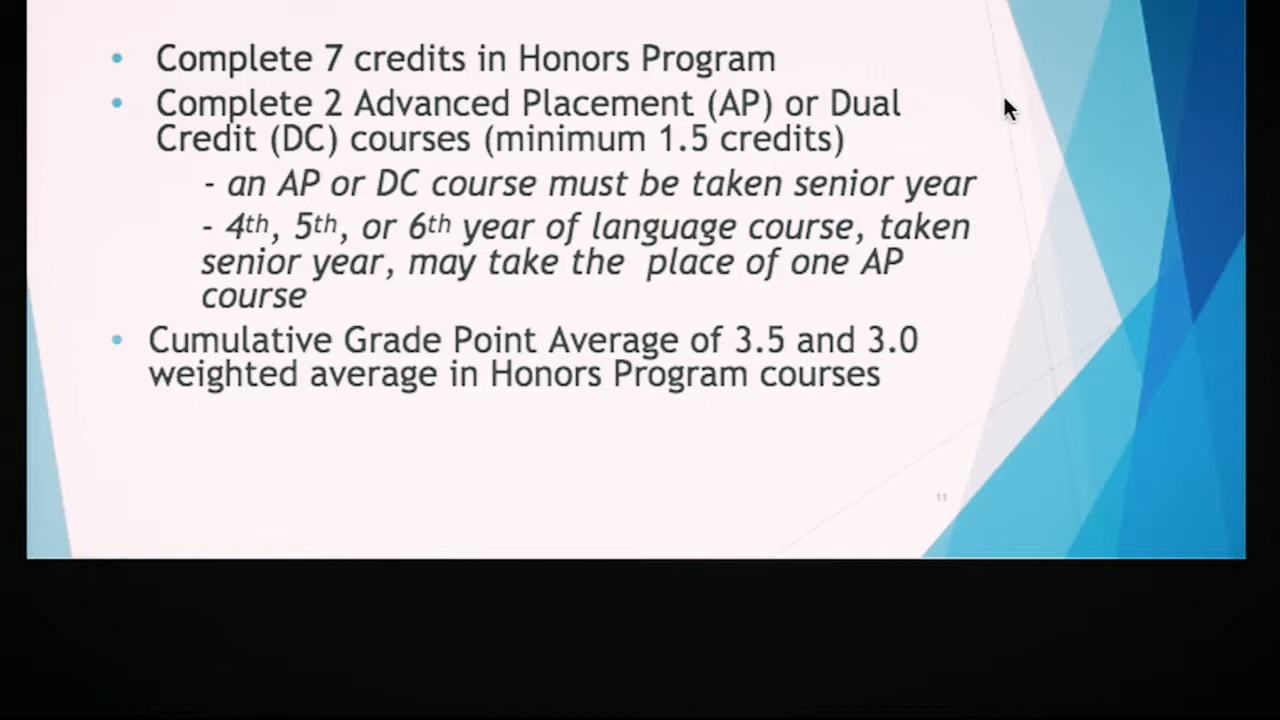 • Complete 7 credits in Honors Program
• Complete 2 Advanced Placement (AP) or Dual
Credit (DC) courses (minimum 1.5 credits)
- an AP or DC course must be taken senior year
- 4th, 5th, or 6th year of language course, taken
senior year, may take the place of one AP
course
• Cumulative Grade Point Average of 3.5 and 3.0
weighted average in Honors Program courses
11